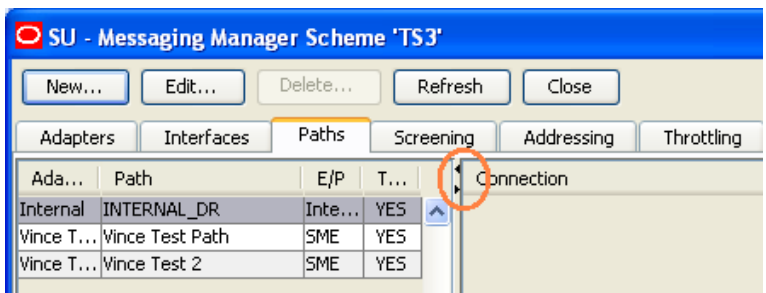 SU - Messaging Manager Scheme 'TS3'
New... Edit... Delete... Refresh Close
Adapters Interfaces Paths Screening Addressing Throttling
Ada... Path E/P T... Connection
Internal INTERNAL_DR Inte... YES
Vince T... Vince Test Path SME YES
Vince T... Vince Test 2 SME YES